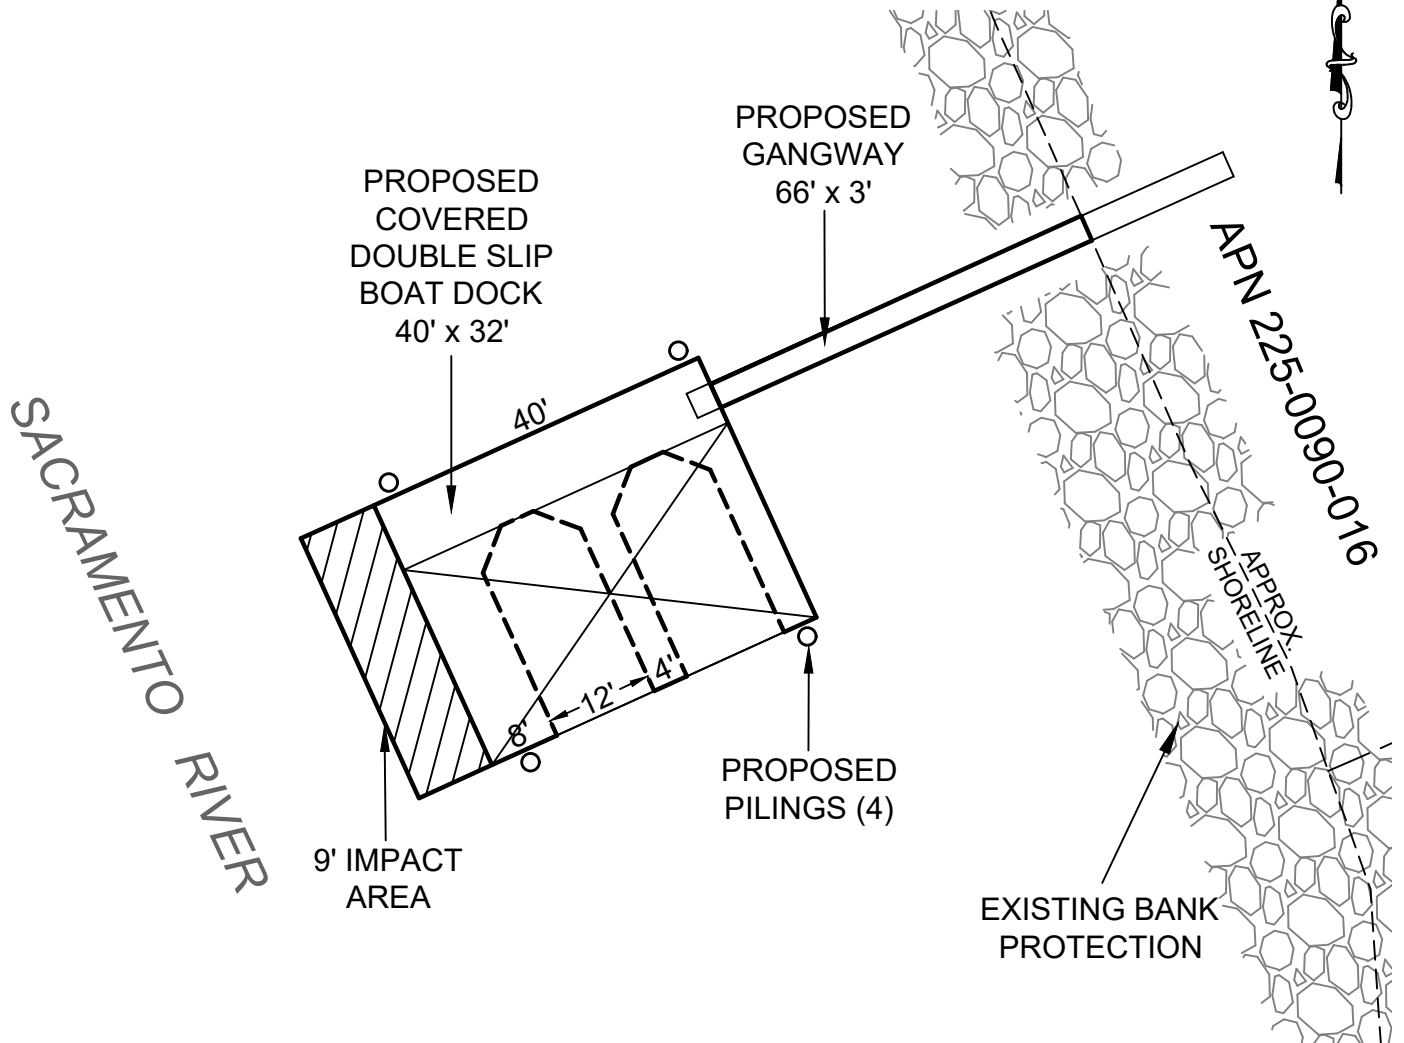 PROPOSED
GANGWAY
66' x 3'
PROPOSED
COVERED
DOUBLE SLIP
BOAT DOCK
40' x 32'
40'
APN 225-0090-016
SACRAMENTO RIVER
APPROX.
SHORELINE
4'
12'
8'
PROPOSED
PILINGS (4)
9' IMPACT
AREA
EXISTING BANK
PROTECTION